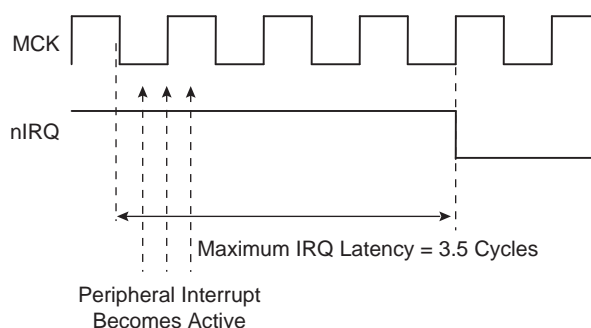 MCK
nIRQ
Maximum IRQ Latency = 3.5 Cycles
Peripheral Interrupt
Becomes Active